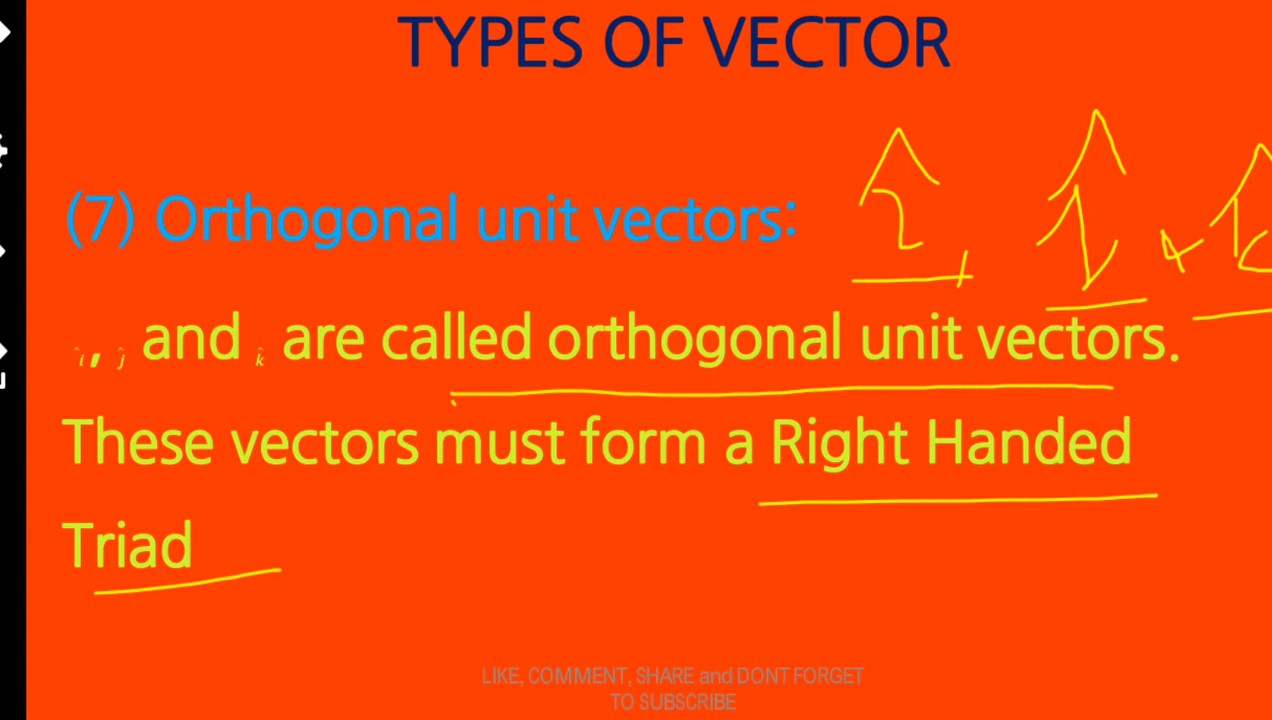 TYPES OF VECTOR
(7) Orthogonal unit vectors: î, ĵ, k̂
î, ĵ and k̂ are called orthogonal unit vectors.
These vectors must form a Right Handed
Triad
LIKE, COMMENT, SHARE and DONT FORGET
TO SUBSCRIBE